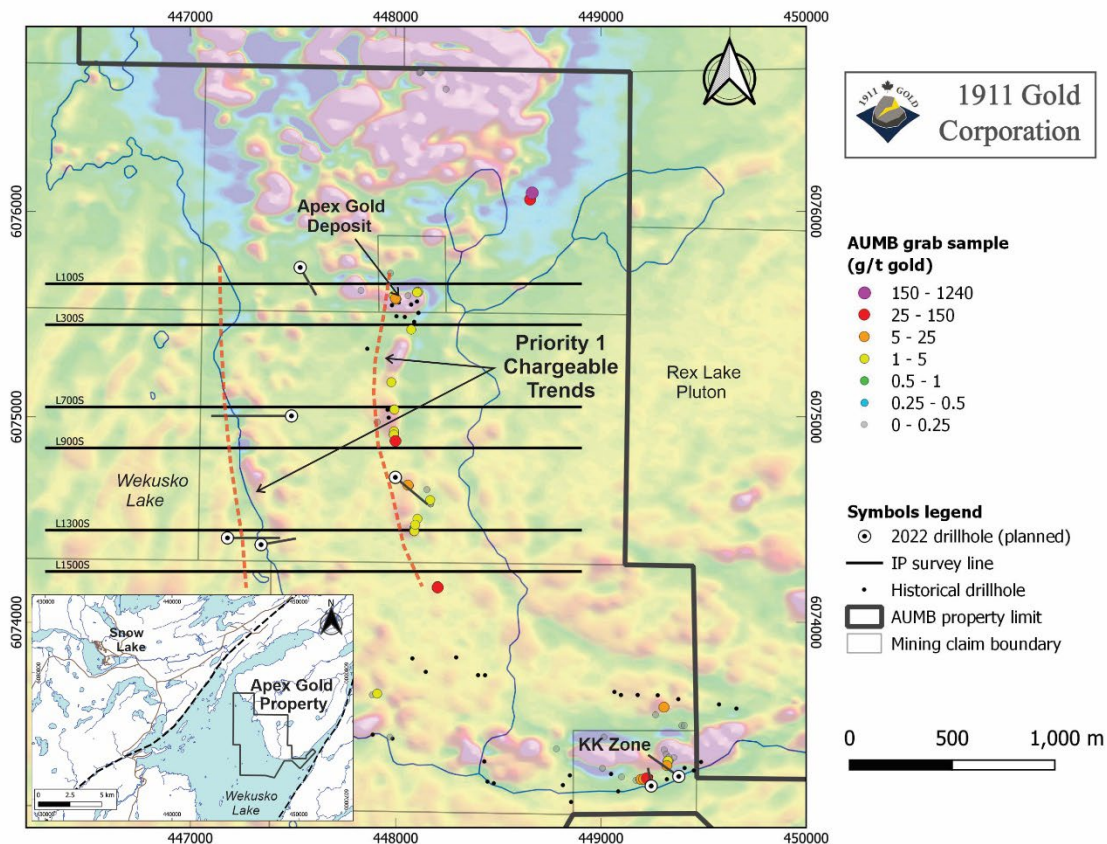 447000
448000
449000
450000
6076000
6075000
6074000
6076000
6075000
6074000
Apex Gold
Deposit
L100S
L300S
Priority 1
Chargeable
Trends
Rex Lake
Pluton
L700S
L900S
Wekusko
Lake
L1300S
L1500S
KK Zone
447000
448000
449000
450000
Snow
Lake
N
Apex Gold
Property
Wekusko
Lake
0
2.5
5 km
1911 GOLD
1911 Gold
Corporation
AUMB grab sample
(g/t gold)
150 - 1240
25 - 150
5 - 25
1 - 5
0.5 - 1
0.25 - 0.5
0 - 0.25
Symbols legend
2022 drillhole (planned)
IP survey line
Historical drillhole
AUMB property limit
Mining claim boundary
0
500
1,000 m